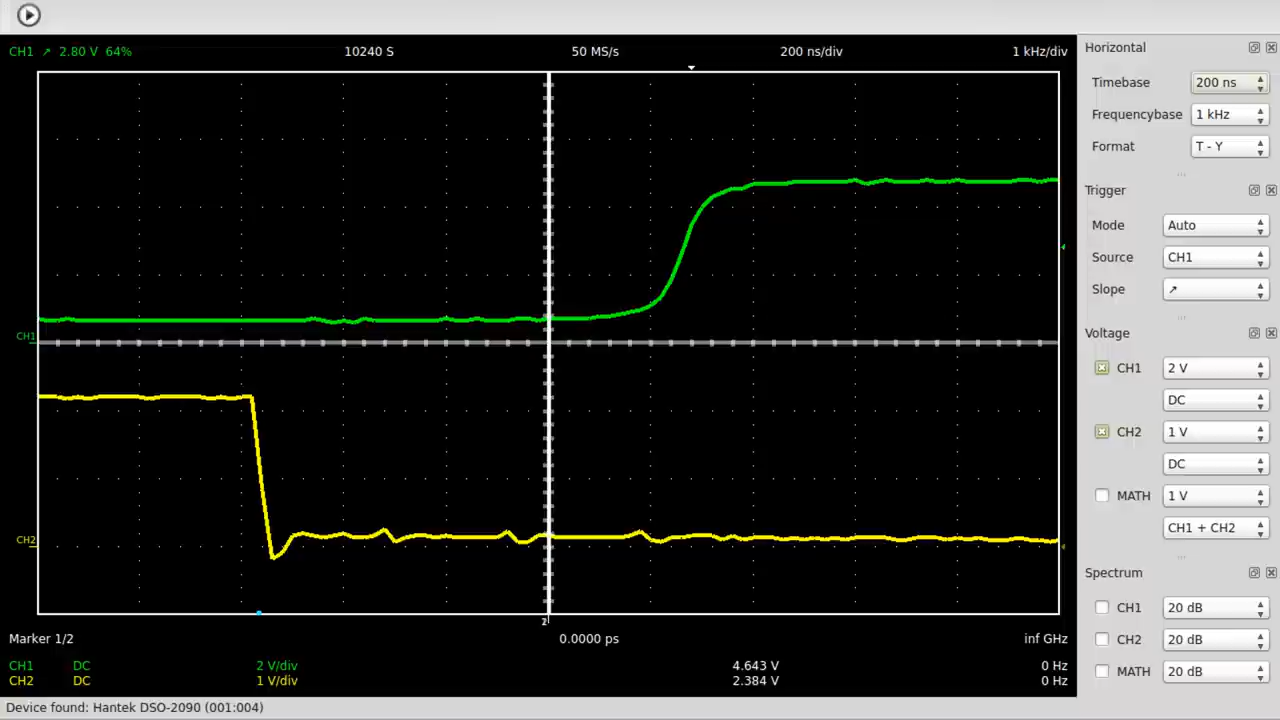 CH1 ↗ 2.80 V 64% 10240 S 50 MS/s 200 ns/div 1 kHz/div
CH1
CH2
Marker 1/2 0.0000 ps inf GHz
CH1 DC 2 V/div 4.643 V 0 Hz
CH2 DC 1 V/div 2.384 V 0 Hz
Horizontal
Timebase 200 ns
Frequencybase 1 kHz
Format T - Y
Trigger
Mode Auto
Source CH1
Slope ↗
Voltage
CH1 2 V
DC
CH2 1 V
DC
MATH 1 V
CH1 + CH2
Spectrum
CH1 20 dB
CH2 20 dB
MATH 20 dB
Device found: Hantek DSO-2090 (001:004)